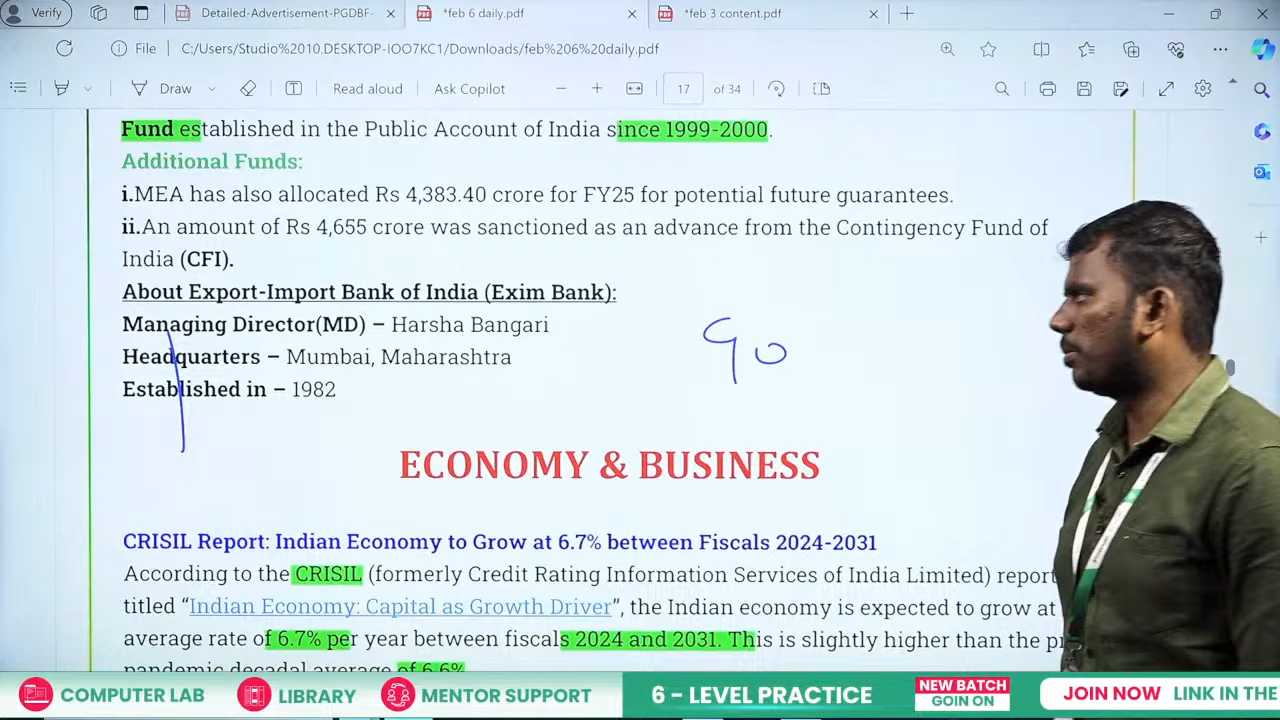 Verify
Detailed-Advertisement-PGDBF-
*feb 6 daily.pdf
*feb 3 content.pdf
File
C:/Users/Studio%2010.DESKTOP-IOO7KC1/Downloads/feb%206%20daily.pdf
Draw
Read aloud
Ask Copilot
17 of 34
Fund established in the Public Account of India since 1999-2000.
Additional Funds:
i.MEA has also allocated Rs 4,383.40 crore for FY25 for potential future guarantees.
ii.An amount of Rs 4,655 crore was sanctioned as an advance from the Contingency Fund of
India (CFI).
About Export-Import Bank of India (Exim Bank):
Managing Director(MD) – Harsha Bangari
Headquarters – Mumbai, Maharashtra
Established in – 1982
90
ECONOMY & BUSINESS
CRISIL Report: Indian Economy to Grow at 6.7% between Fiscals 2024-2031
According to the CRISIL (formerly Credit Rating Information Services of India Limited) report
titled “Indian Economy: Capital as Growth Driver”, the Indian economy is expected to grow at
average rate of 6.7% per year between fiscals 2024 and 2031. This is slightly higher than the
pandemic decadal average of 6.6%
COMPUTER LAB
LIBRARY
MENTOR SUPPORT
6 - LEVEL PRACTICE
NEW BATCH
GOIN ON
JOIN NOW LINK IN THE